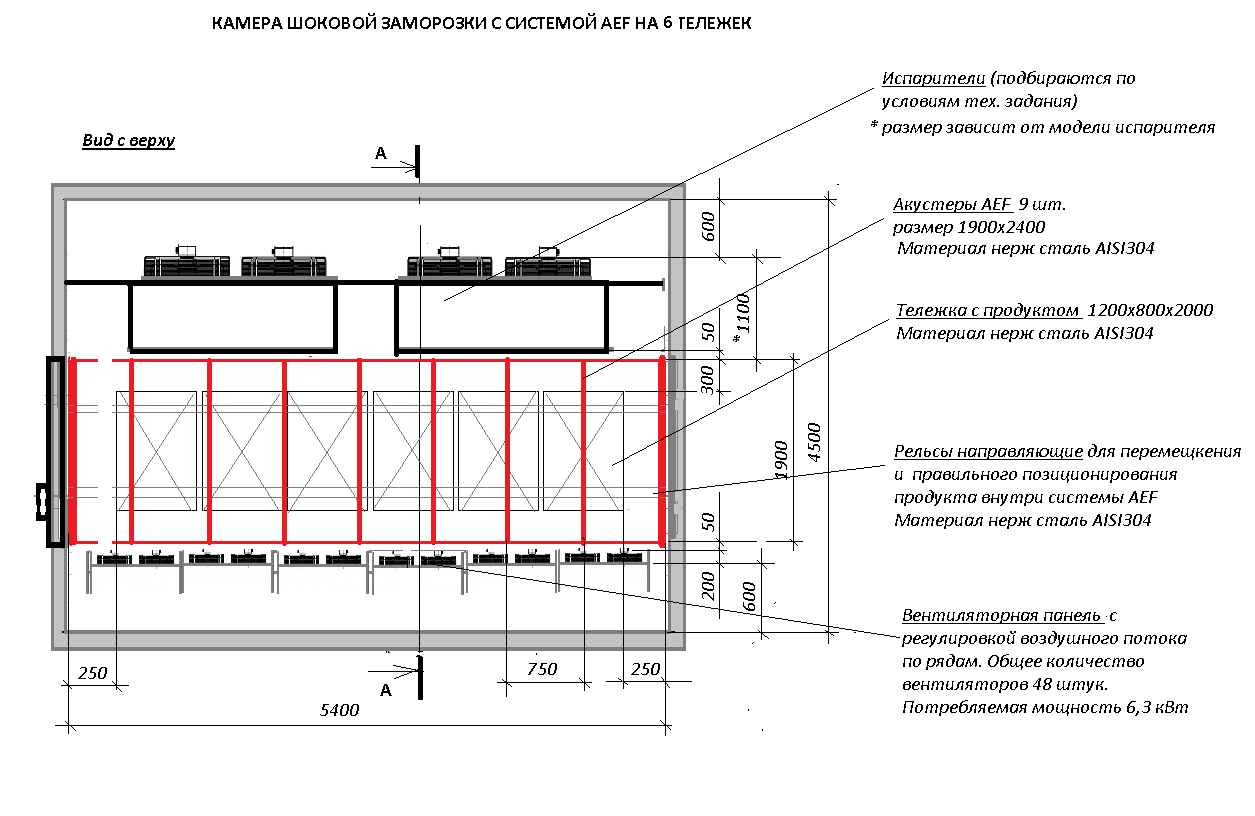 КАМЕРА ШОКОВОЙ ЗАМОРОЗКИ С СИСТЕМОЙ AEF НА 6 ТЕЛЕЖЕК
Испарители (подбираются по
условиям тех. задания)
* размер зависит от модели испарителя
Вид с верху
А
Акустеры AEF 9 шт.
размер 1900х2400
Материал нерж сталь AISI304
600
*1100
50
300
Тележка с продуктом 1200х800х2000
Материал нерж сталь AISI304
1900
4500
Рельсы направляющие для перемещкения
и правильного позиционирования
продукта внутри системы AEF
Материал нерж сталь AISI304
50
200
600
Вентиляторная панель с
регулировкой воздушного потока
по рядам. Общее количество
вентиляторов 48 штук.
Потребляемая мощность 6,3 кВт
250
А
750
250
5400